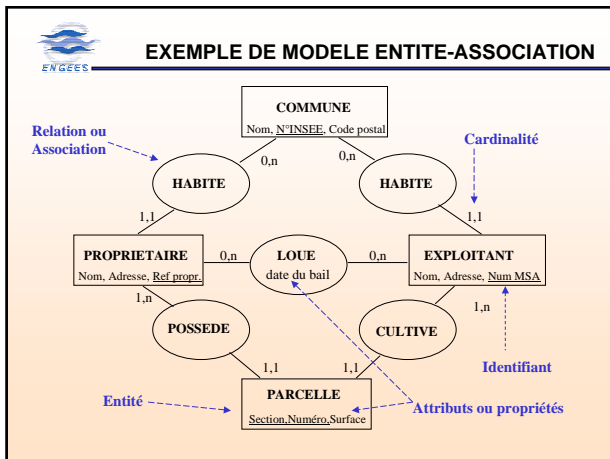 EXEMPLE DE MODELE ENTITE-ASSOCIATION
ENGEES
COMMUNE
Nom, N°INSEE, Code postal
Relation ou
Association
Cardinalité
0,n
0,n
HABITE
HABITE
1,1
1,1
PROPRIETAIRE
Nom, Adresse, Ref propr.
0,n
LOUE
date du bail
0,n
EXPLOITANT
Nom, Adresse, Num MSA
1,n
1,n
POSSEDE
CULTIVE
Identifiant
1,1
1,1
Entité
PARCELLE
Section,Numéro,Surface
Attributs ou propriétés